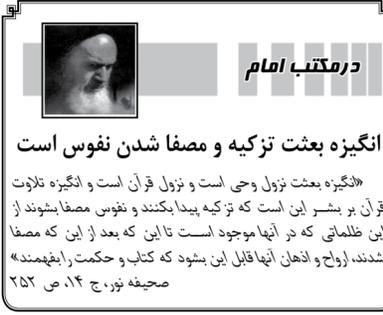 درمکتب امام
انگیزه بعثت تزکیه و مصفا شدن نفوس است
«انگیزه بعثت نزول وحی است و نزول قرآن است و انگیزه تلاوت
قرآن بر بشر این است که تزکیه پیدا بکنند و نفوس مصفا بشوند از
این ظلماتی که در آنها موجود است تا این که بعد از این که مصفا
شدند، ارواح و اذهان آنها قابل این بشود که کتاب و حکمت را بفهمند»
صحیفه نور، ج ۱۴، ص ۲۵۲